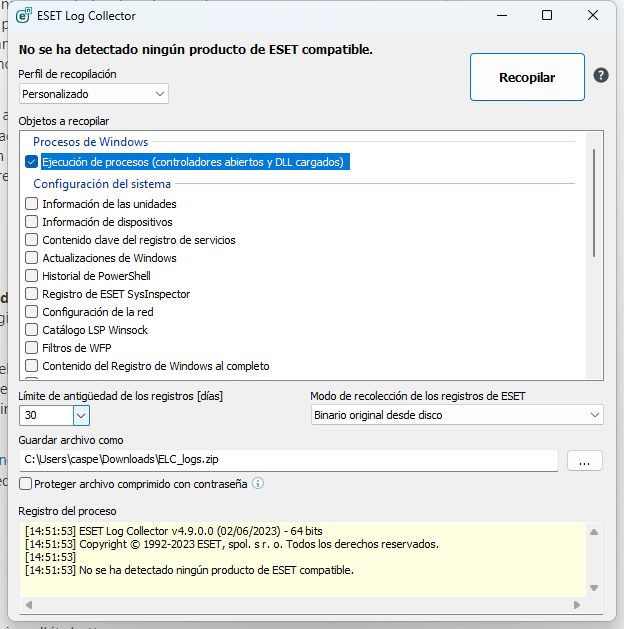 ESET Log Collector
No se ha detectado ningún producto de ESET compatible.
Perfil de recopilación
Personalizado
Recopilar
?
Objetos a recopilar
Procesos de Windows
Ejecución de procesos (controladores abiertos y DLL cargados)
Configuración del sistema
Información de las unidades
Información de dispositivos
Contenido clave del registro de servicios
Actualizaciones de Windows
Historial de PowerShell
Registro de ESET SysInspector
Configuración de la red
Catálogo LSP Winsock
Filtros de WFP
Contenido del Registro de Windows al completo
Límite de antigüedad de los registros [días]
30
Modo de recolección de los registros de ESET
Binario original desde disco
Guardar archivo como
C:\Users\caspe\Downloads\ELC_logs.zip
...
Proteger archivo comprimido con contraseña
Registro del proceso
[14:51:53] ESET Log Collector v4.9.0.0 (02/06/2023) - 64 bits
[14:51:53] Copyright © 1992-2023 ESET, spol. s r. o. Todos los derechos reservados.
[14:51:53]
[14:51:53] No se ha detectado ningún producto de ESET compatible.